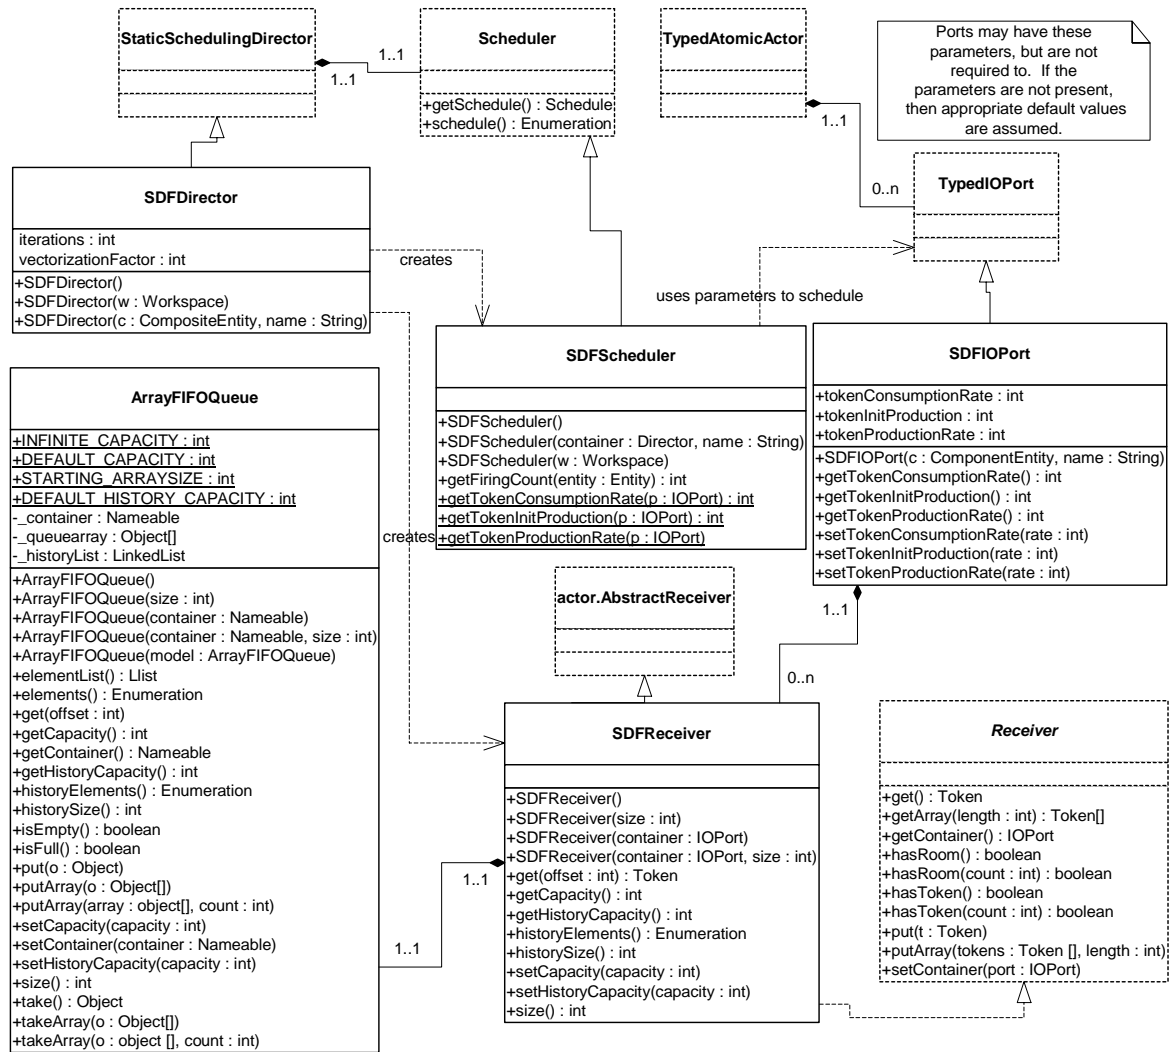 StaticSchedulingDirector
1..1
1..1
Scheduler
+getSchedule() : Schedule
+schedule() : Enumeration
TypedAtomicActor
1..1
0..n
Ports may have these
parameters, but are not
required to. If the
parameters are not present,
then appropriate default values
are assumed.
TypedIOPort
SDFDirector
iterations : int
vectorizationFactor : int
+SDFDirector()
+SDFDirector(w : Workspace)
+SDFDirector(c : CompositeEntity, name : String)
creates
uses parameters to schedule
SDFScheduler
+SDFScheduler()
+SDFScheduler(container : Director, name : String)
+SDFScheduler(w : Workspace)
+getFiringCount(entity : Entity) : int
+getTokenConsumptionRate(p : IOPort) : int
+getTokenInitProduction(p : IOPort) : int
+getTokenProductionRate(p : IOPort)
SDFIOPort
+tokenConsumptionRate : int
+tokenInitProduction : int
+tokenProductionRate : int
+SDFIOPort(c : ComponentEntity, name : String)
+getTokenConsumptionRate() : int
+getTokenInitProduction() : int
+getTokenProductionRate() : int
+setTokenConsumptionRate(rate : int)
+setTokenInitProduction(rate : int)
+setTokenProductionRate(rate : int)
1..1
0..n
ArrayFIFOQueue
+INFINITE_CAPACITY : int
+DEFAULT_CAPACITY : int
+STARTING_ARRAYSIZE : int
+DEFAULT_HISTORY_CAPACITY : int
-_container : Nameable
-_queuearray : Object[]
-_historyList : LinkedList
+ArrayFIFOQueue()
+ArrayFIFOQueue(size : int)
+ArrayFIFOQueue(container : Nameable)
+ArrayFIFOQueue(container : Nameable, size : int)
+ArrayFIFOQueue(model : ArrayFIFOQueue)
+elementList() : Llist
+elements() : Enumeration
+get(offset : int)
+getCapacity() : int
+getContainer() : Nameable
+getHistoryCapacity() : int
+historyElements() : Enumeration
+historySize() : int
+isEmpty() : boolean
+isFull() : boolean
+put(o : Object)
+putArray(o : Object[])
+putArray(array : object[], count : int)
+setCapacity(capacity : int)
+setContainer(container : Nameable)
+setHistoryCapacity(capacity : int)
+size() : int
+take() : Object
+takeArray(o : Object[])
+takeArray(o : object [], count : int)
creates
1..1
1..1
actor.AbstractReceiver
SDFReceiver
+SDFReceiver()
+SDFReceiver(size : int)
+SDFReceiver(container : IOPort)
+SDFReceiver(container : IOPort, size : int)
+get(offset : int) : Token
+getCapacity() : int
+getHistoryCapacity() : int
+historyElements() : Enumeration
+historySize() : int
+setCapacity(capacity : int)
+setHistoryCapacity(capacity : int)
+size() : int
Receiver
+get() : Token
+getArray(length : int) : Token[]
+getContainer() : IOPort
+hasRoom() : boolean
+hasRoom(count : int) : boolean
+hasToken() : boolean
+hasToken(count : int) : boolean
+put(t : Token)
+putArray(tokens : Token [], length : int)
+setContainer(port : IOPort)